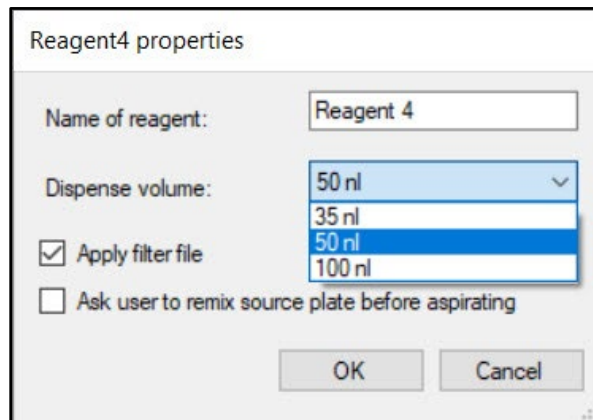 Reagent4 properties
Name of reagent: Reagent 4
Dispense volume: 50 nl
35 nl
50 nl
Apply filter file
100 nl
Ask user to remix source plate before aspirating
OK Cancel